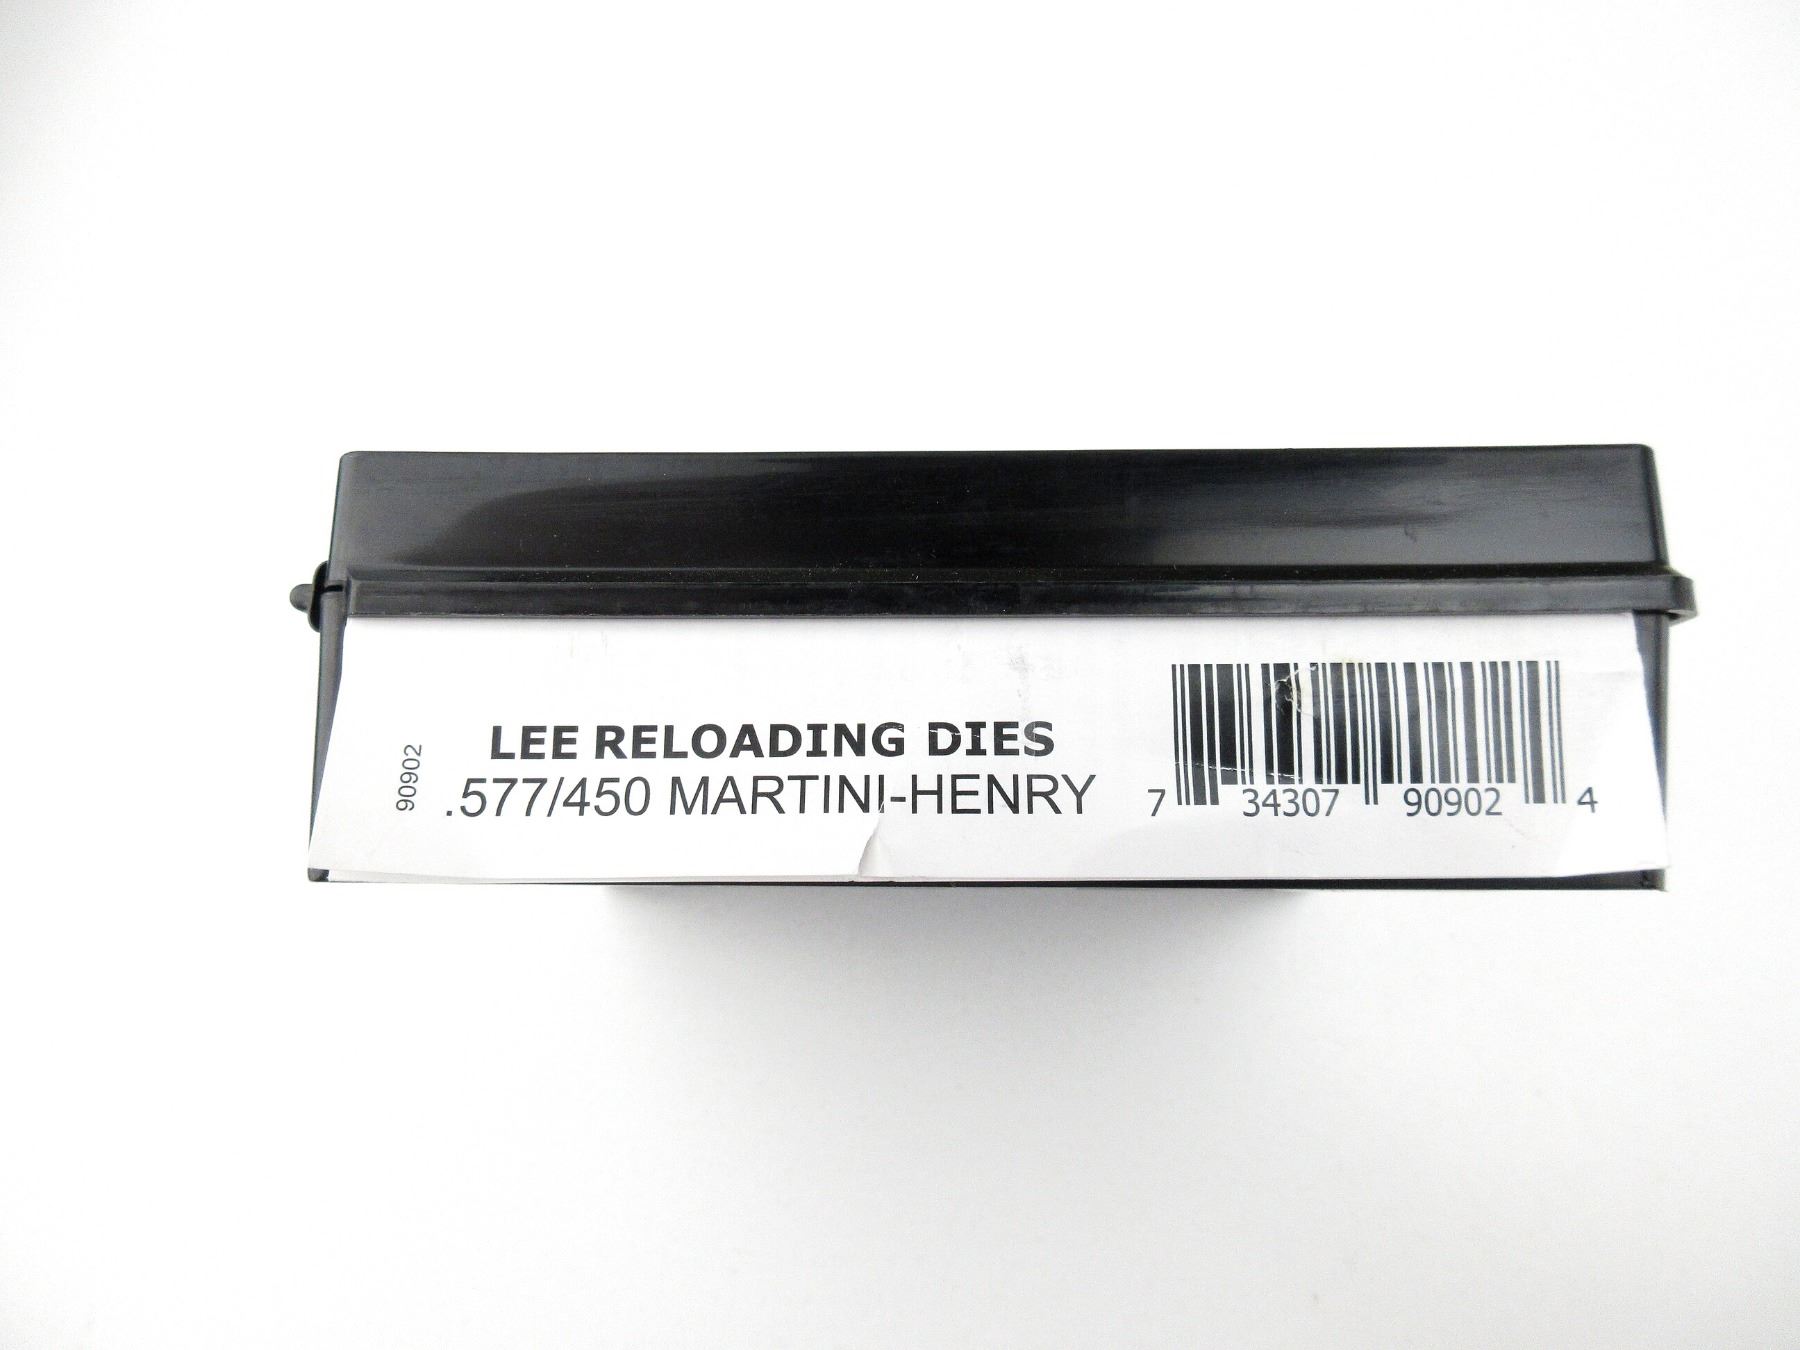 90902
LEE RELOADING DIES
.577/450 MARTINI-HENRY
7 34307 90902 4